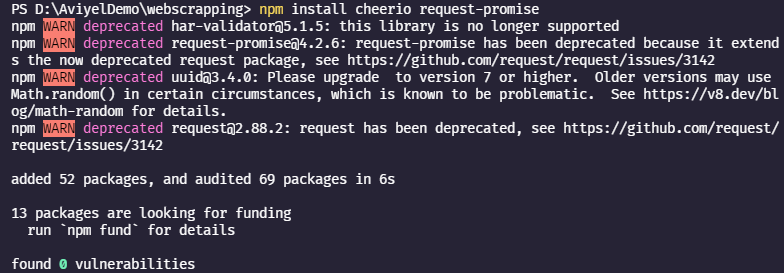 PS D:\AviyelDemo\webscrapping> npm install cheerio request-promise
npm WARN deprecated har-validator@5.1.5: this library is no longer supported
npm WARN deprecated request-promise@4.2.6: request-promise has been deprecated because it extend
s the now deprecated request package, see https://github.com/request/request/issues/3142
npm WARN deprecated uuid@3.4.0: Please upgrade  to version 7 or higher.  Older versions may use
Math.random() in certain circumstances, which is known to be problematic.  See https://v8.dev/bl
og/math-random for details.
npm WARN deprecated request@2.88.2: request has been deprecated, see https://github.com/request/
request/issues/3142
added 52 packages, and audited 69 packages in 6s
13 packages are looking for funding
  run `npm fund` for details
found 0 vulnerabilities